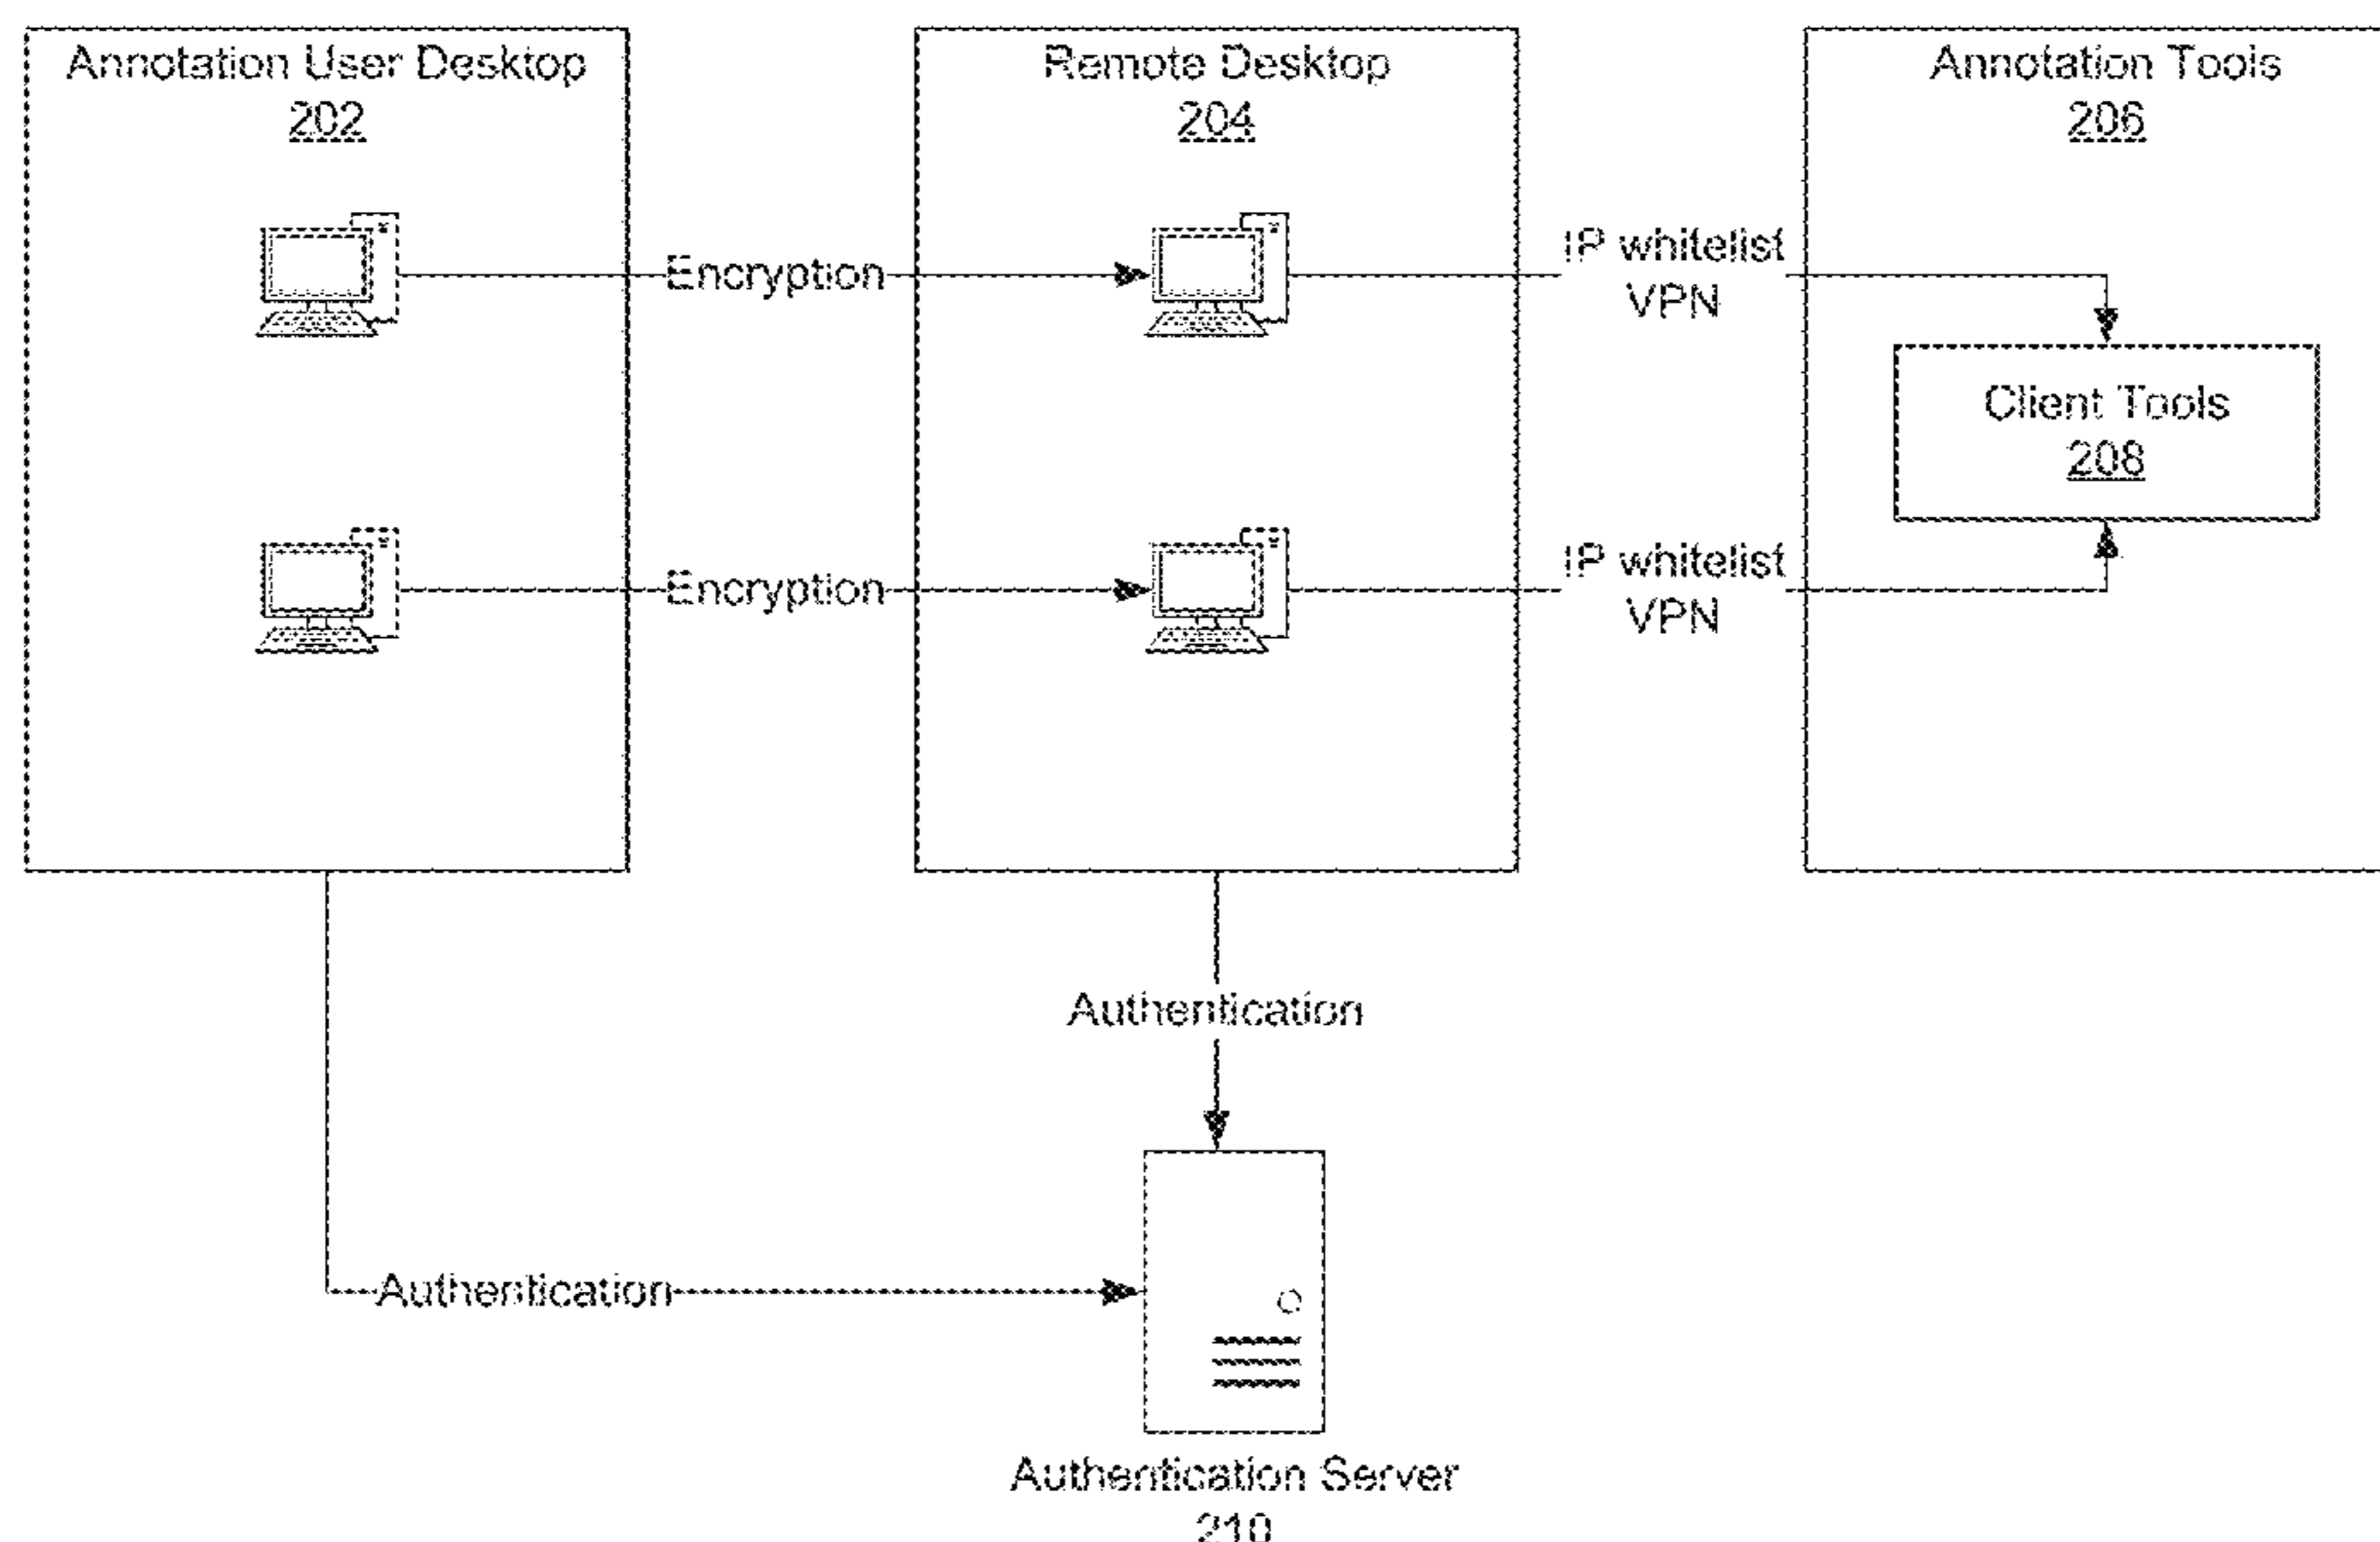 Annotation User Desktop
202
Remote Desktop
204
Annotation Tools
206
Encryption
IP whitelist
VPN
Client Tools
208
Encryption
IP whitelist
VPN
Authentication
Authentication
Authentication Server
210